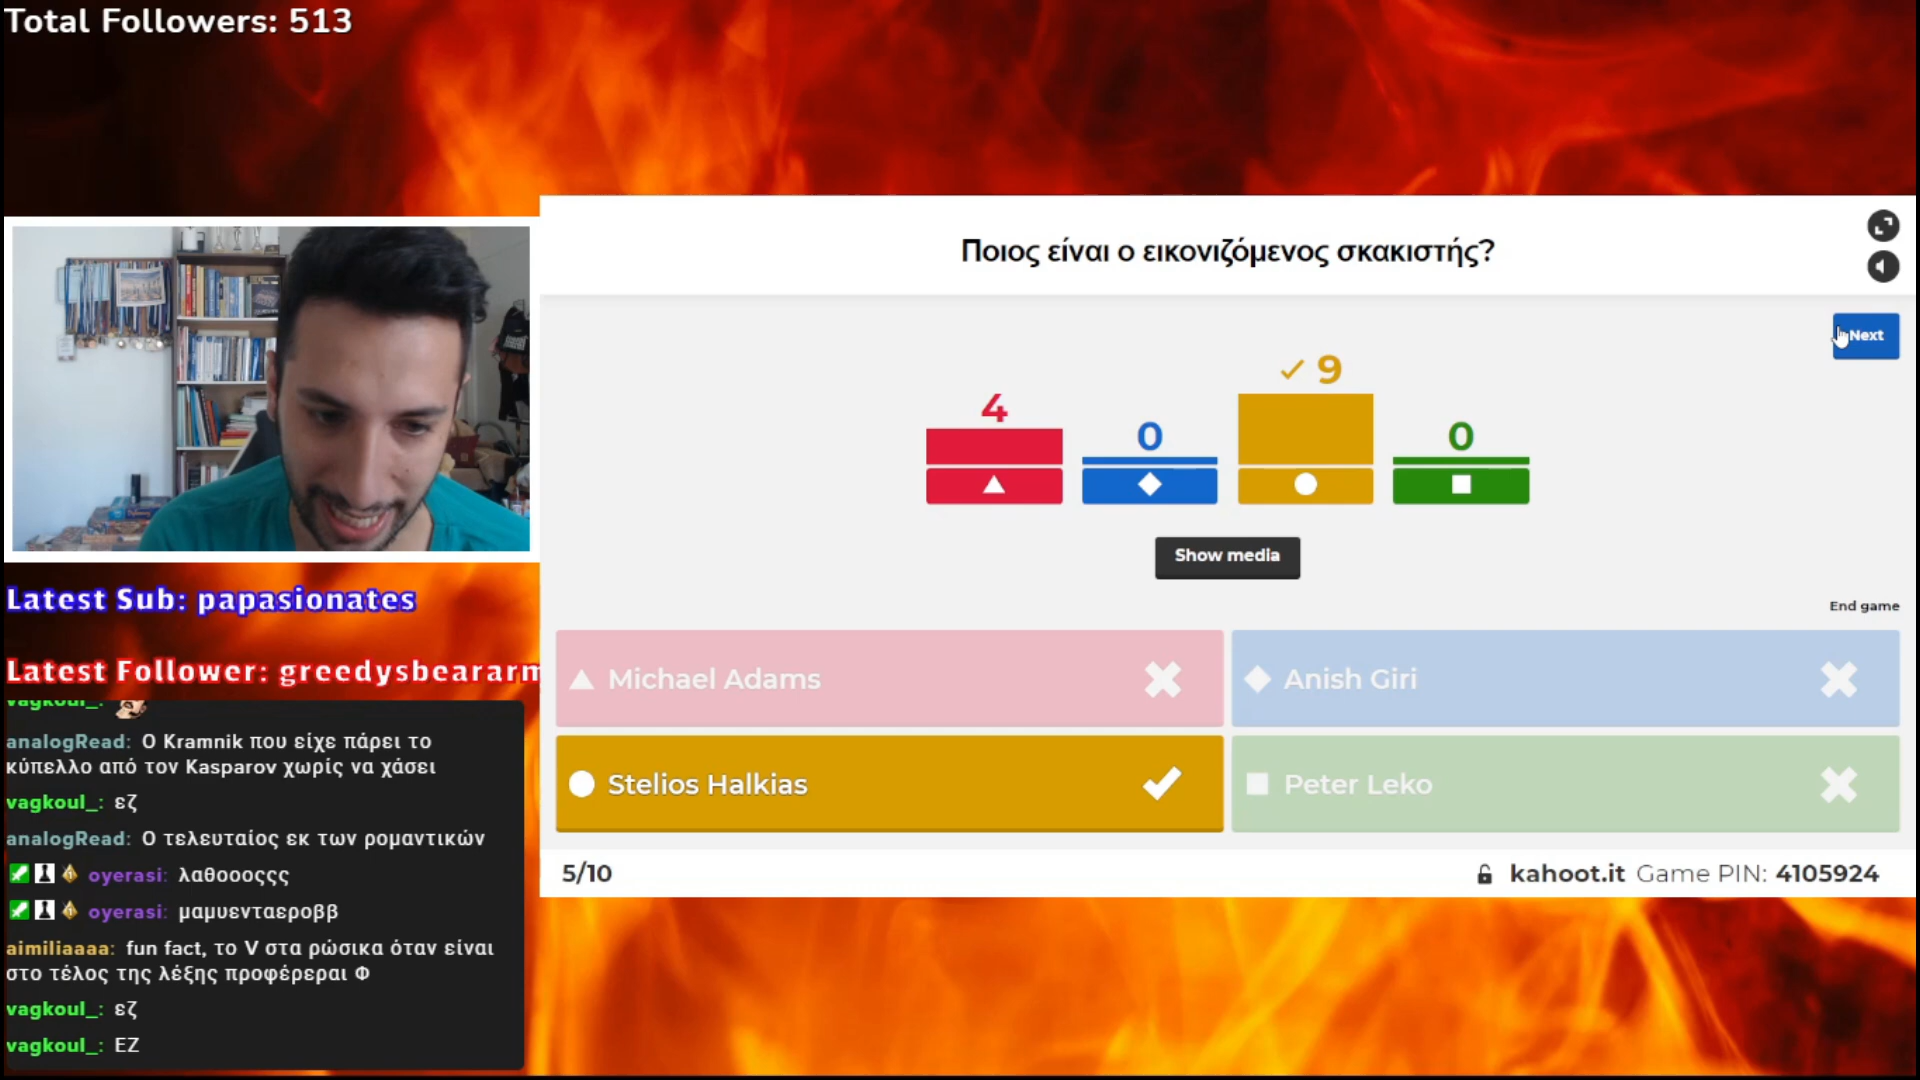 Total Followers: 513
Ποιος είναι ο εικονιζόμενος σκακιστής?
Next
4
0
9
0
Show media
End game
Michael Adams
Anish Giri
Stelios Halkias
Peter Leko
5/10
kahoot.it Game PIN: 4105924
Latest Sub: papasionates
Latest Follower: greedysbeararm
vagkoul_:
analogRead: Ο Kramnik που είχε πάρει το
κύπελλο από τον Kasparov χωρίς να χάσει
vagkoul_: εζ
analogRead: Ο τελευταίος εκ των ρομαντικών
oyerasi: λαθοοοςςς
oyerasi: μαμυενταεροββ
aimiliaaaa: fun fact, το V στα ρώσικα όταν είναι
στο τέλος της λέξης προφέρεραι Φ
vagkoul_: εζ
vagkoul_: EZ